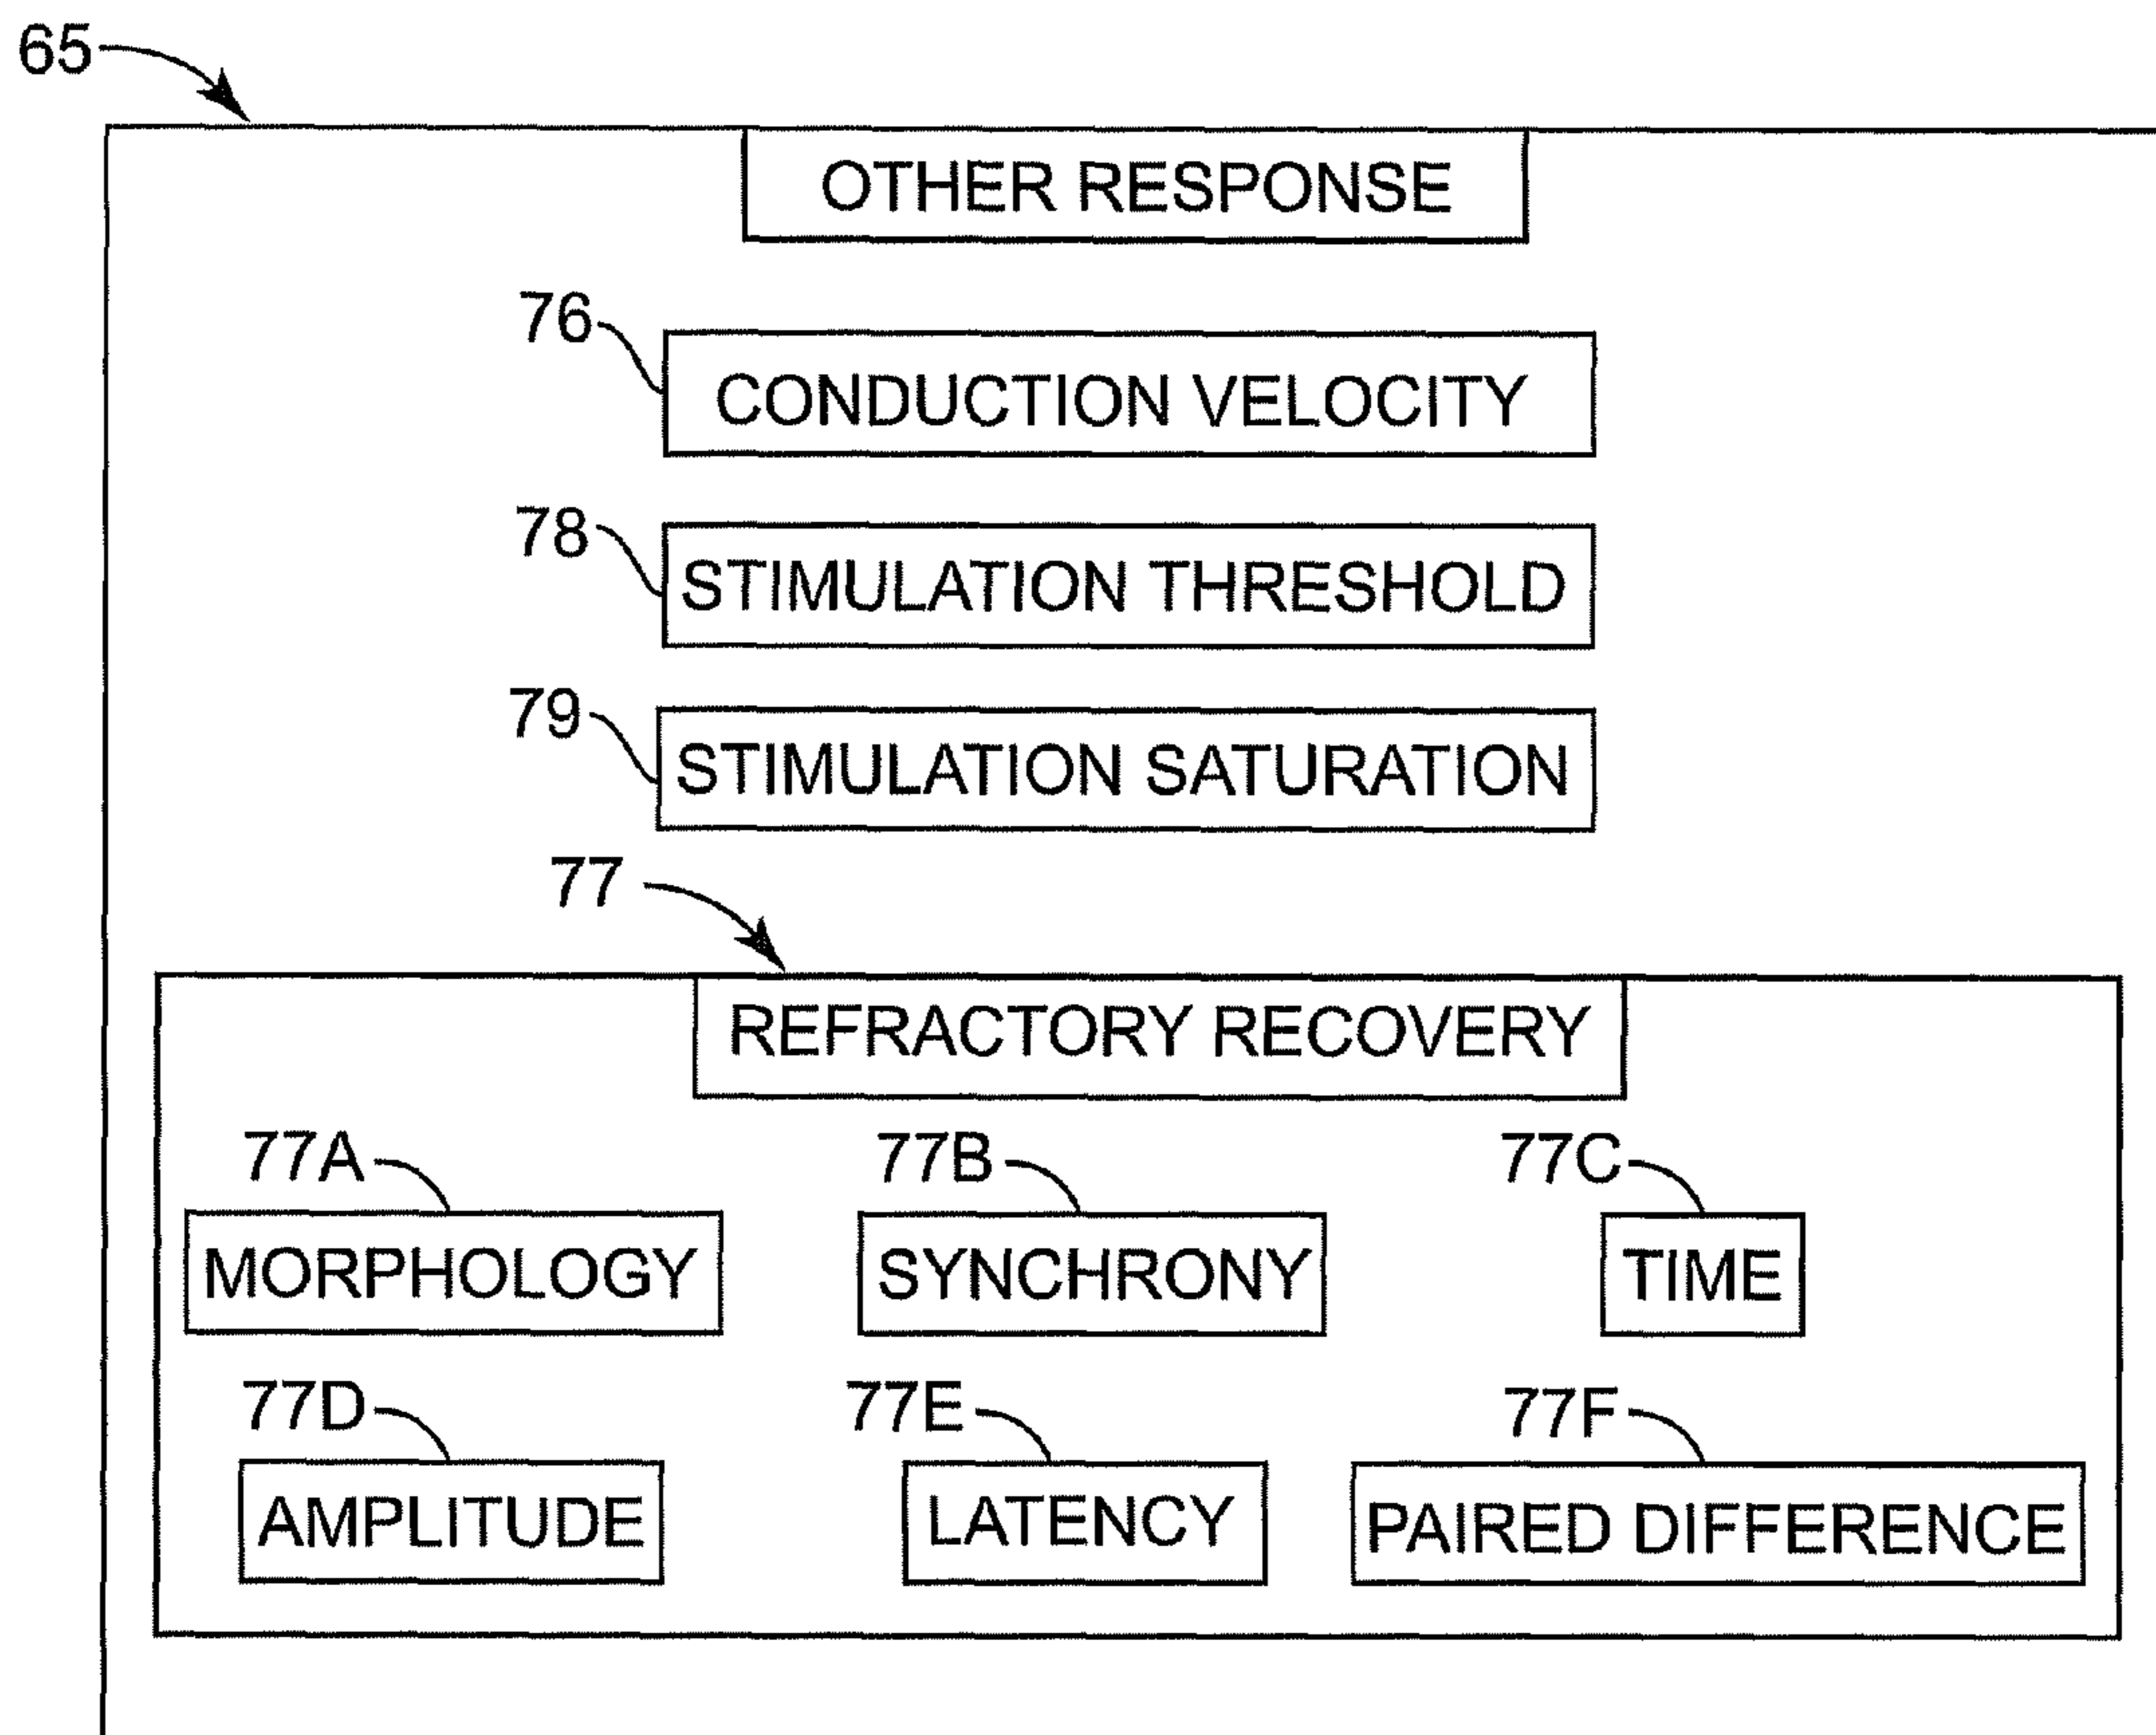 65
OTHER RESPONSE
76
CONDUCTION VELOCITY
78
STIMULATION THRESHOLD
79
STIMULATION SATURATION
77
REFRACTORY RECOVERY
77A
77B
77C
MORPHOLOGY
SYNCHRONY
TIME
77D
77E
77F
AMPLITUDE
LATENCY
PAIRED DIFFERENCE